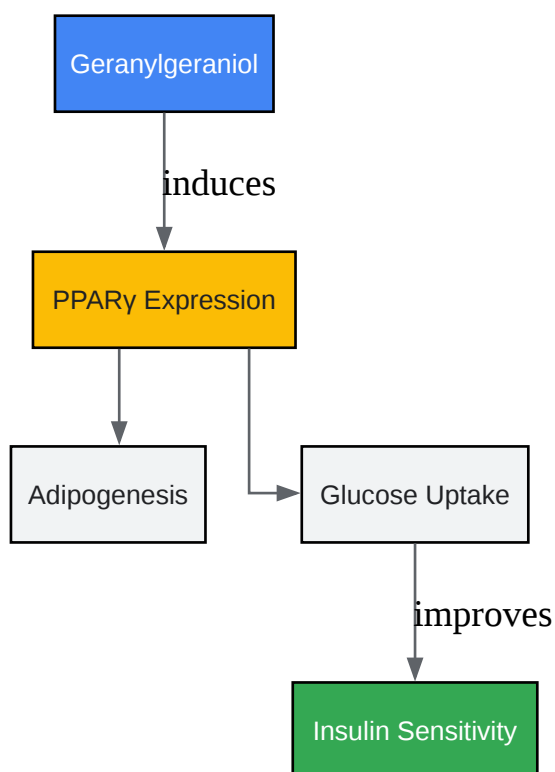 Geranylgeraniol
induces
PPARγ Expression
Adipogenesis
Glucose Uptake
improves
Insulin Sensitivity